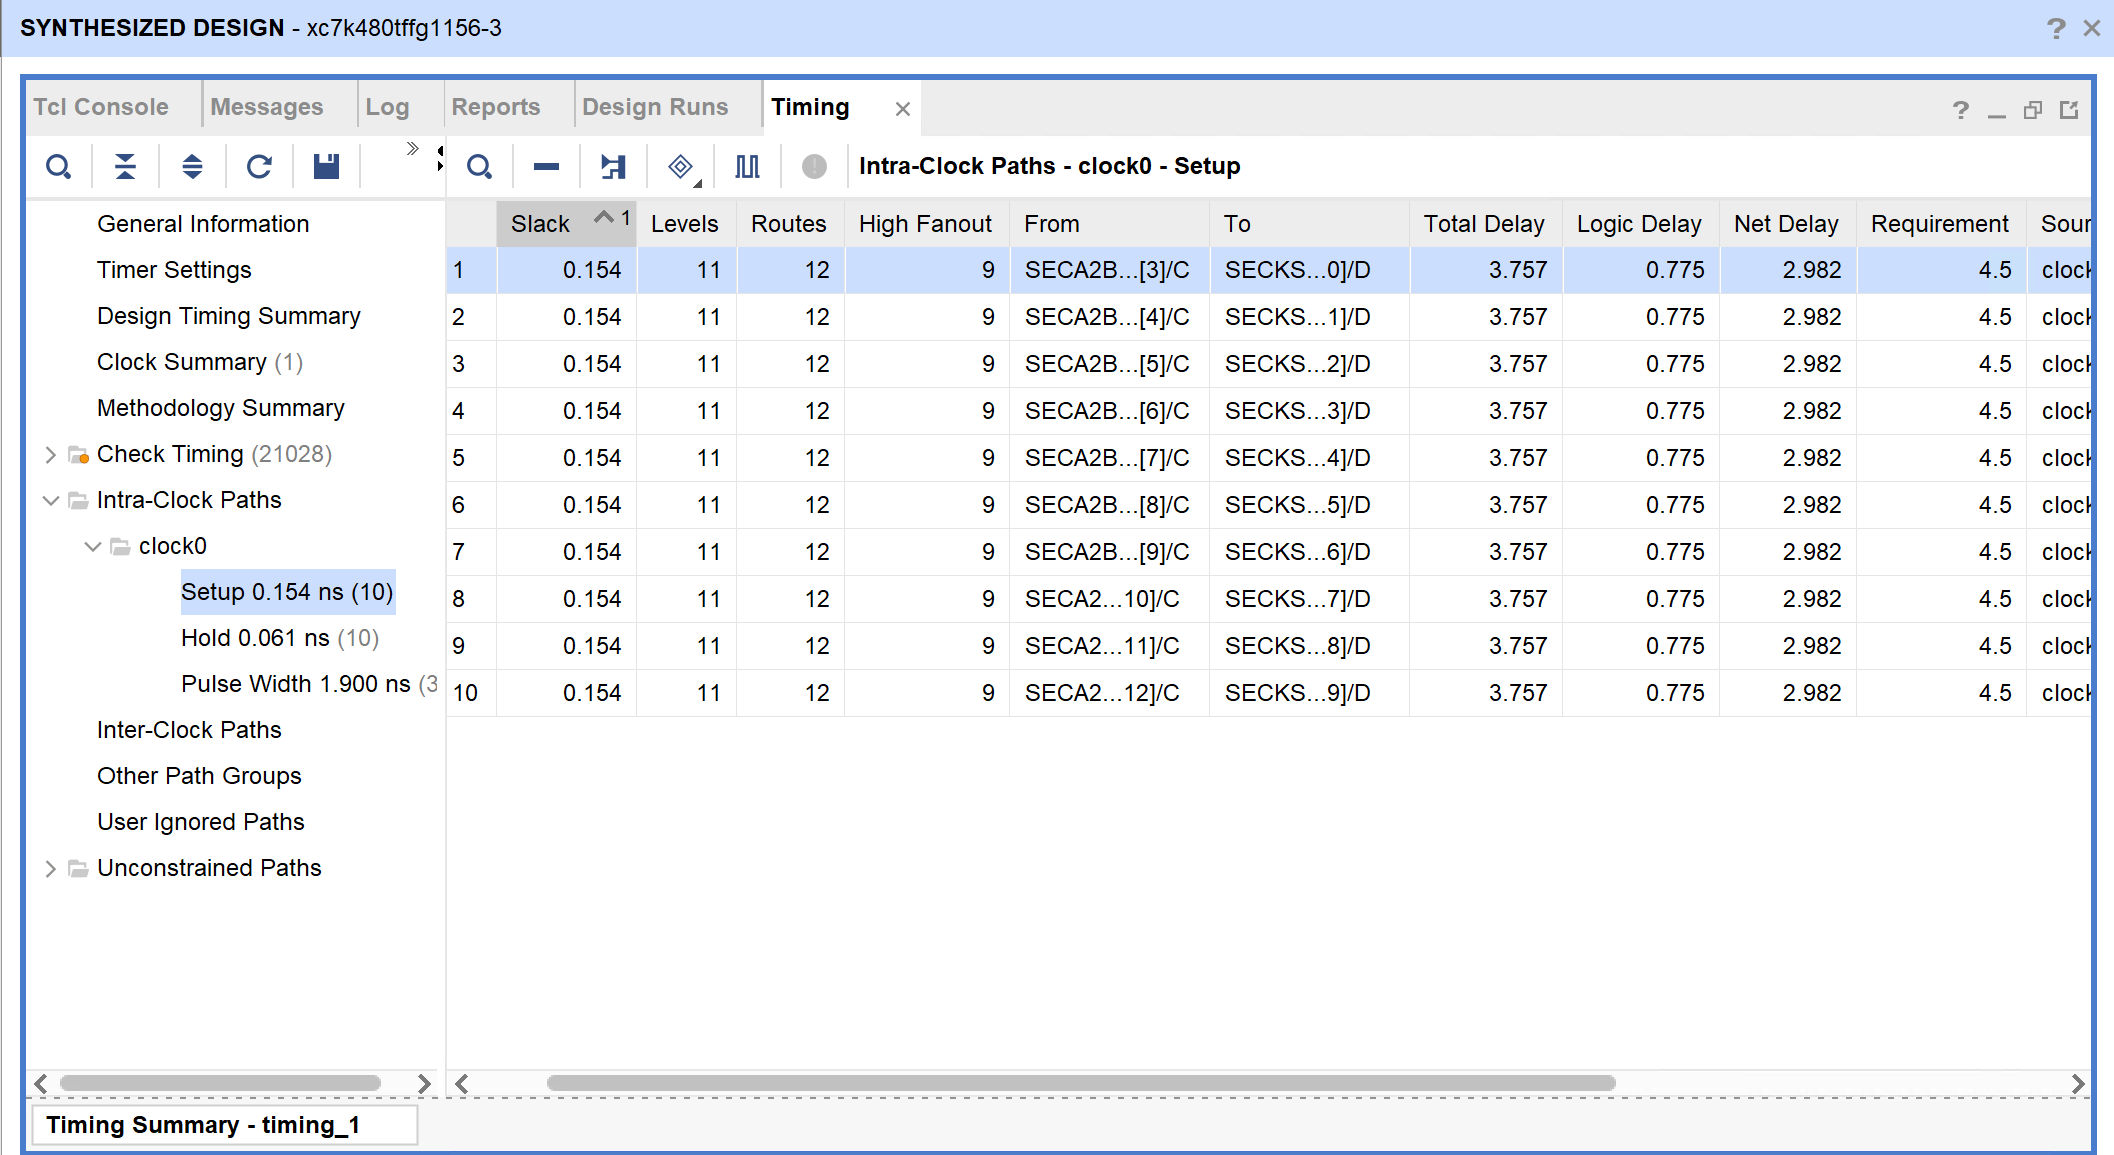 SYNTHESIZED DESIGN - xc7k480tffg1156-3
Tcl Console Messages Log Reports Design Runs Timing
Intra-Clock Paths - clock0 - Setup
General Information
Timer Settings
Design Timing Summary
Clock Summary (1)
Methodology Summary
Check Timing (21028)
Intra-Clock Paths
clock0
Setup 0.154 ns (10)
Hold 0.061 ns (10)
Pulse Width 1.900 ns (3
Inter-Clock Paths
Other Path Groups
User Ignored Paths
Unconstrained Paths
Slack 1 Levels Routes High Fanout From To Total Delay Logic Delay Net Delay Requirement Sour
1 0.154 11 12 9 SECA2B...[3]/C SECKS...0]/D 3.757 0.775 2.982 4.5 clock
2 0.154 11 12 9 SECA2B...[4]/C SECKS...1]/D 3.757 0.775 2.982 4.5 clock
3 0.154 11 12 9 SECA2B...[5]/C SECKS...2]/D 3.757 0.775 2.982 4.5 clock
4 0.154 11 12 9 SECA2B...[6]/C SECKS...3]/D 3.757 0.775 2.982 4.5 clock
5 0.154 11 12 9 SECA2B...[7]/C SECKS...4]/D 3.757 0.775 2.982 4.5 clock
6 0.154 11 12 9 SECA2B...[8]/C SECKS...5]/D 3.757 0.775 2.982 4.5 clock
7 0.154 11 12 9 SECA2B...[9]/C SECKS...6]/D 3.757 0.775 2.982 4.5 clock
8 0.154 11 12 9 SECA2...10]/C SECKS...7]/D 3.757 0.775 2.982 4.5 clock
9 0.154 11 12 9 SECA2...11]/C SECKS...8]/D 3.757 0.775 2.982 4.5 clock
10 0.154 11 12 9 SECA2...12]/C SECKS...9]/D 3.757 0.775 2.982 4.5 clock
Timing Summary - timing_1